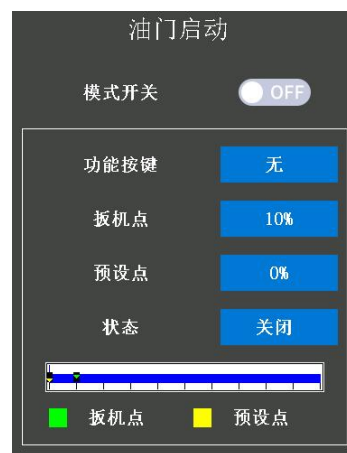 油门启动
模式开关 OFF
功能按键 无
扳机点 10%
预设点 0%
状态 关闭
扳机点 预设点